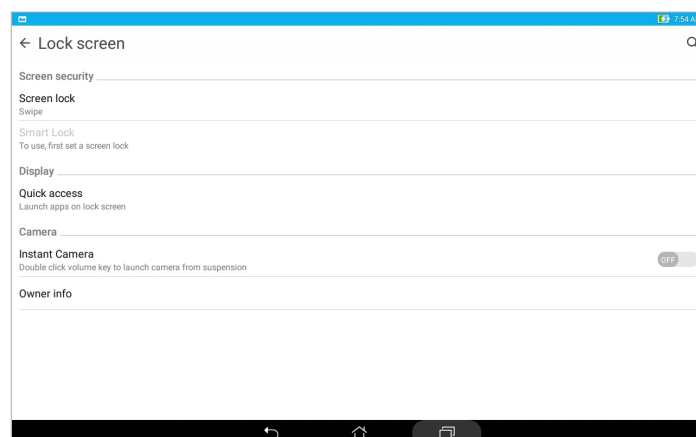 7:54 A
Lock screen
Screen security
Screen lock
Swipe
Smart Lock
To use, first set a screen lock
Display
Quick access
Launch apps on lock screen
Camera
Instant Camera
Double click volume key to launch camera from suspension
OFF
Owner info